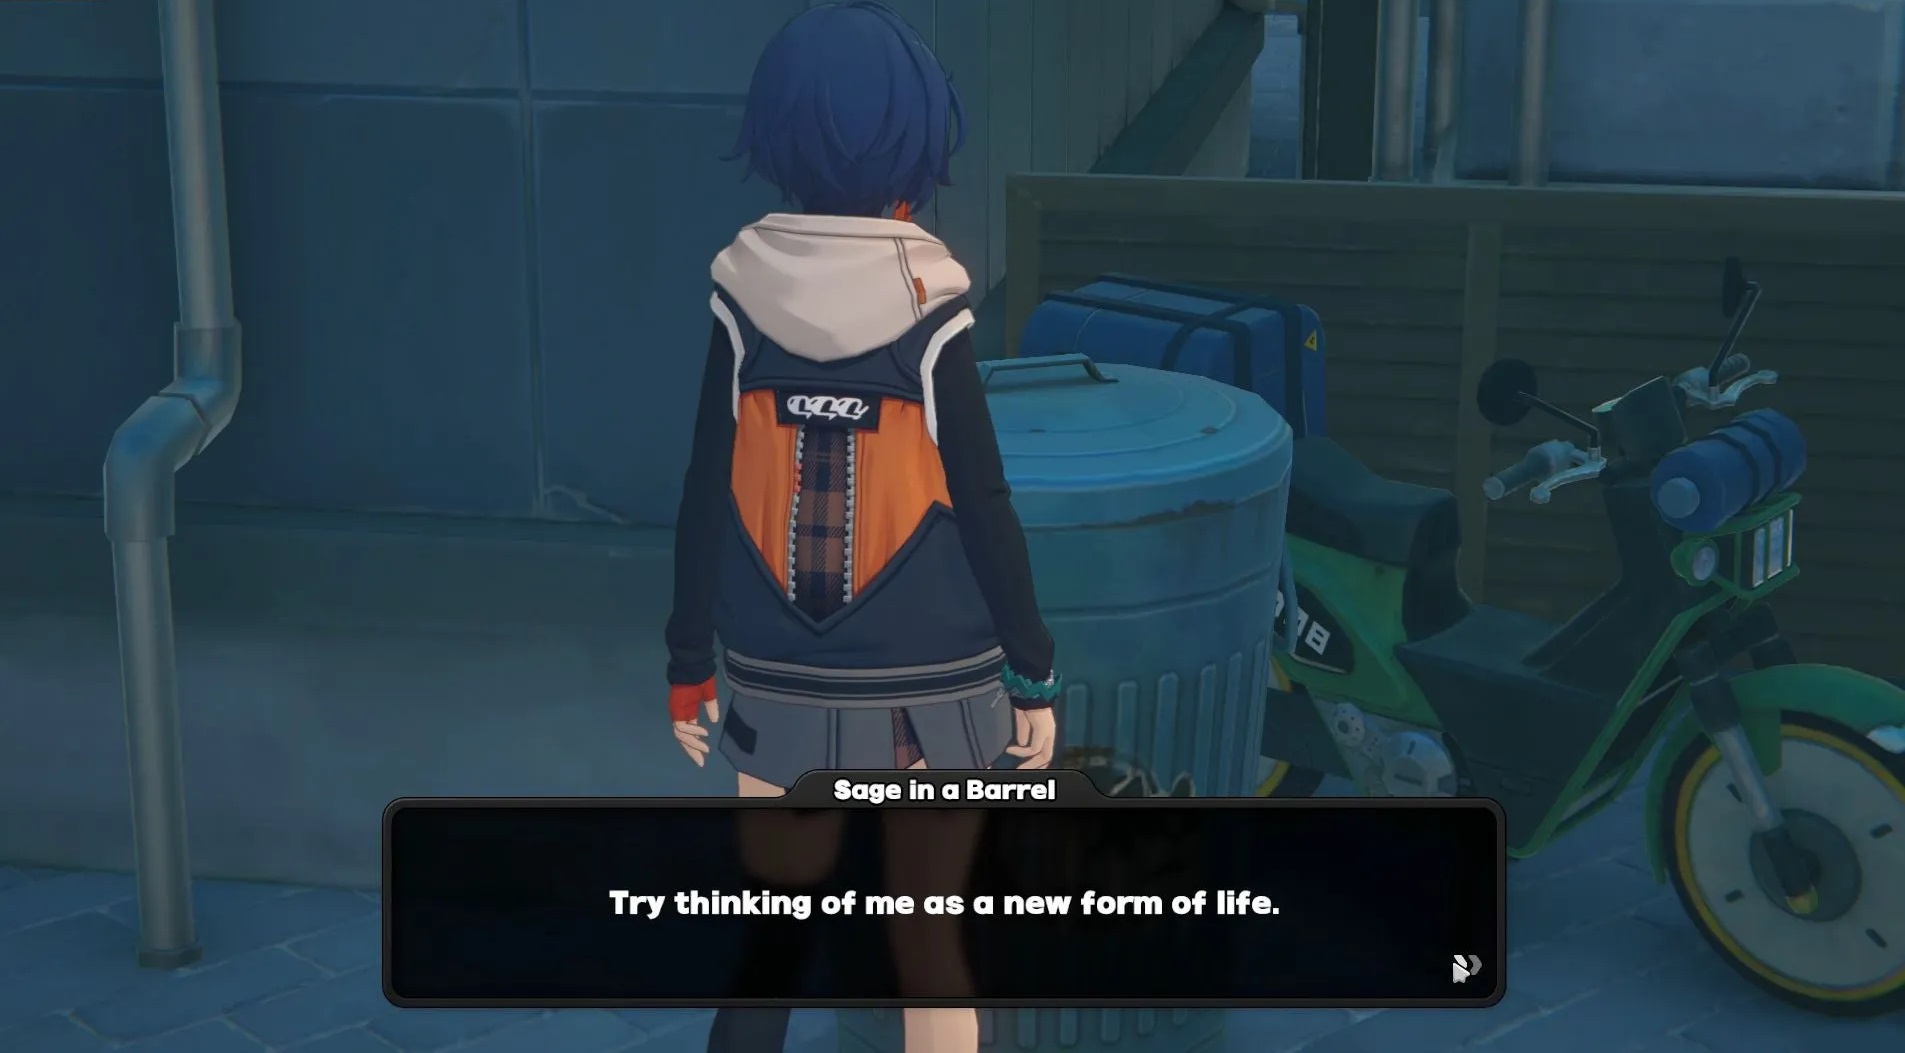 Sage in a Barrel
Try thinking of me as a new form of life.